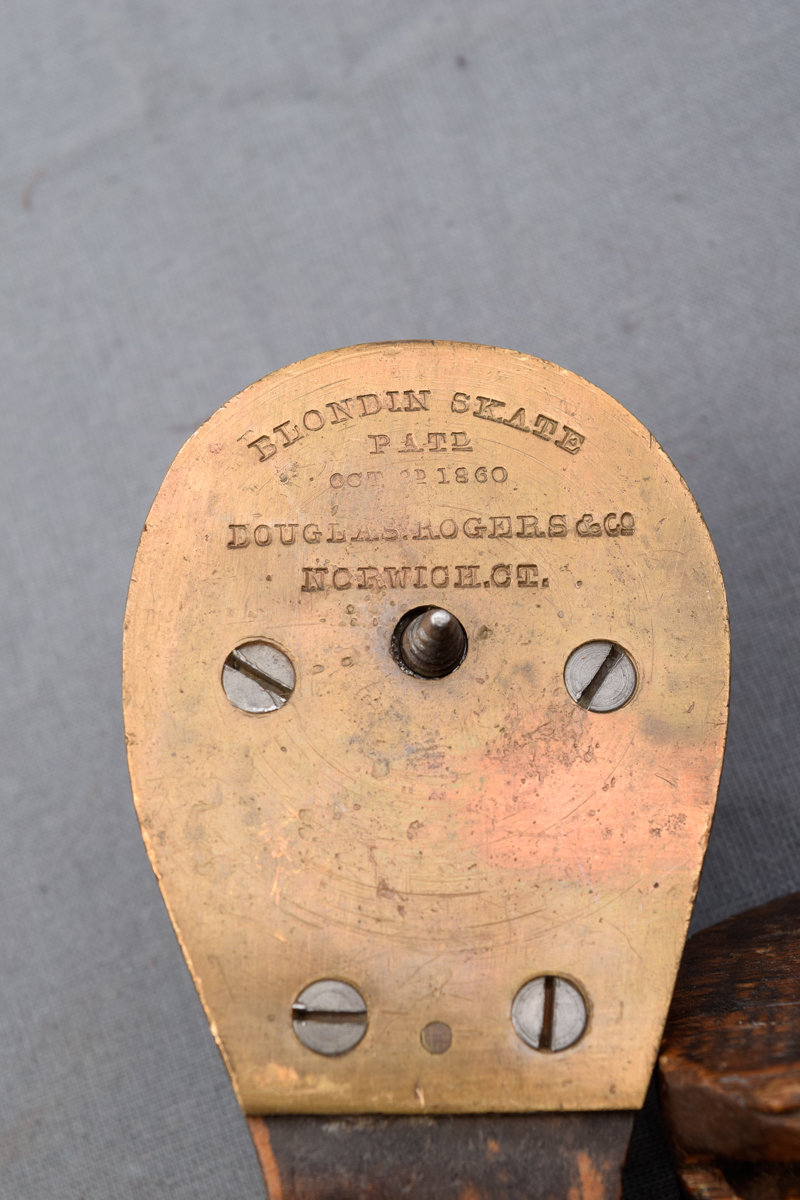 BLONDIN SKATE
PATD
OCT 1860
DOUGLAS.ROGERS & Co
NORWICH.CT.